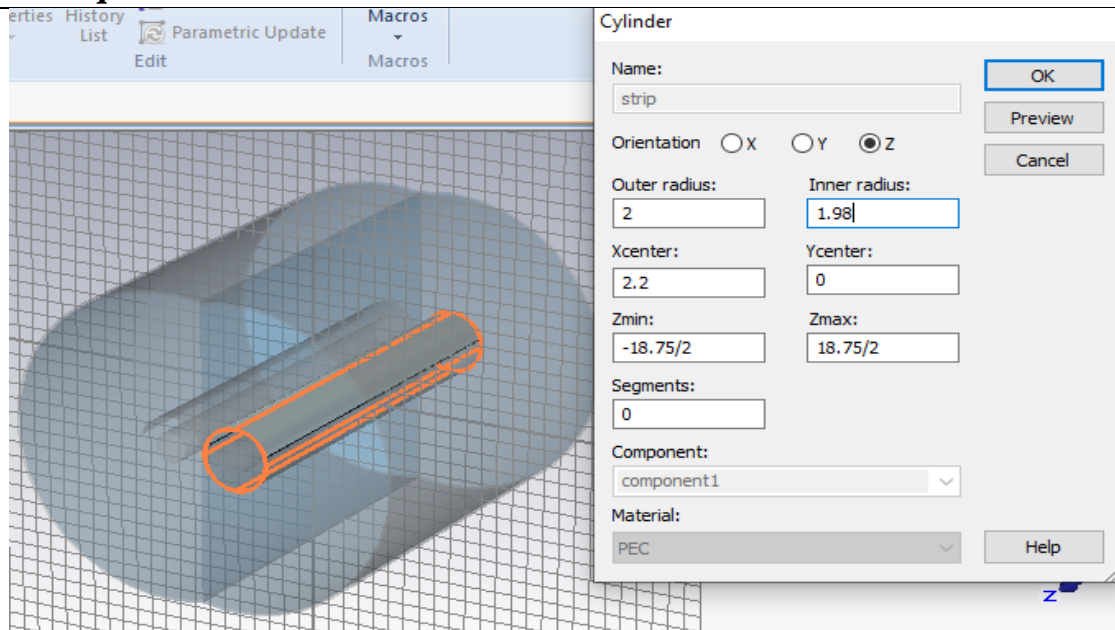 erties History
List
Parametric Update
Edit
Macros
Macros
Cylinder
Name:
strip
Orientation X Y Z
Outer radius: Inner radius:
2 1.98
Xcenter: Ycenter:
2.2 0
Zmin: Zmax:
-18.75/2 18.75/2
Segments:
0
Component:
component1
Material:
PEC
OK
Preview
Cancel
Help
z